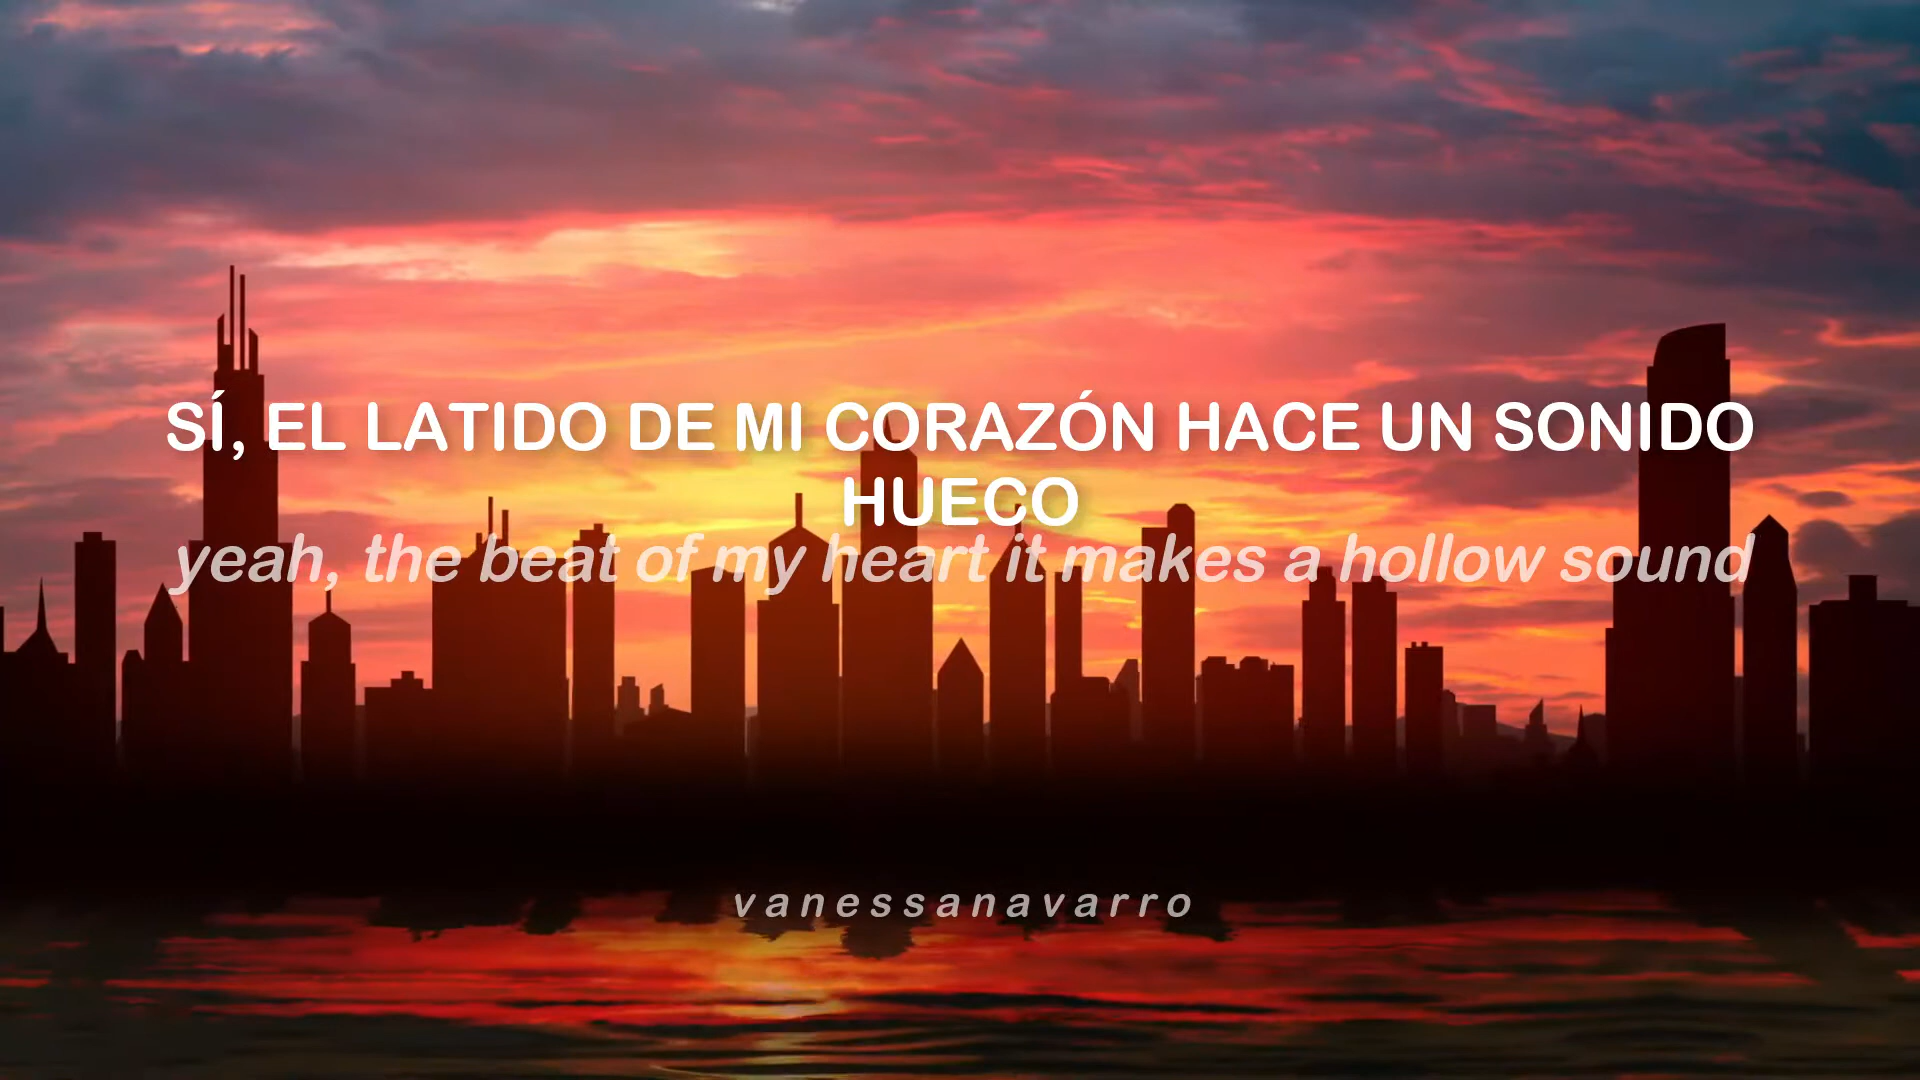 SÍ, EL LATIDO DE MI CORAZÓN HACE UN SONIDO
HUECO
yeah, the beat of my heart it makes a hollow sound
vanessanavarro